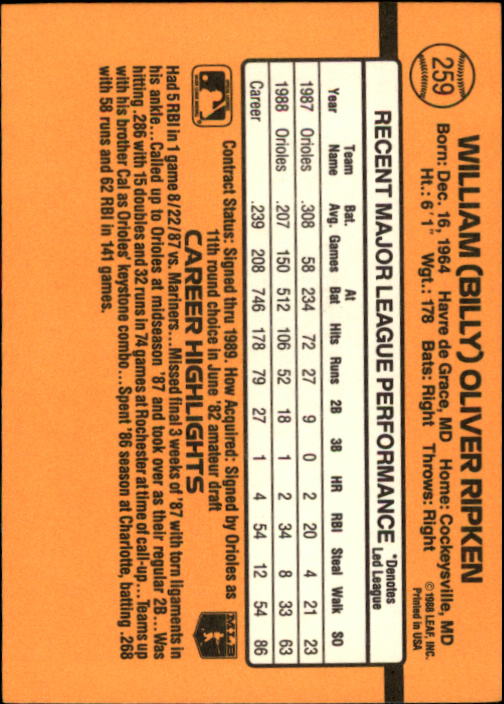 259
WILLIAM (BILLY) OLIVER RIPKEN
Born: Dec. 16, 1964 Havre de Grace, MD Home: Cockeysville, MD
Ht.: 6'1" Wgt.: 178 Bats: Right Throws: Right
© 1988 LEAF, INC.
Printed in USA
RECENT MAJOR LEAGUE PERFORMANCE *Denotes Led League
Year Team Name Bat. Avg. Games At Bat Hits Runs 2B 3B HR RBI Steal Walk SO
1987 Orioles .308 58 234 72 27 9 0 2 20 4 21 23
1988 Orioles .207 150 512 106 52 18 1 2 34 8 33 63
Career .239 208 746 178 79 27 1 4 54 12 54 86
Contract Status: Signed thru 1989. How Acquired: Signed by Orioles as
11th round choice in June '82 amateur draft
MLB
CAREER HIGHLIGHTS
Had 5 RBI in 1 game 8/22/87 vs. Mariners...Missed final 3 weeks of '87 with torn ligaments in
his ankle...Called up to Orioles at midseason '87 and took over as their regular 2B...Was
hitting .286 with 15 doubles and 32 runs in 74 games at Rochester at time of call-up....Teams up
with his brother Cal as Orioles' keystone combo...Spent '86 season at Charlotte, batting .268
with 58 runs and 62 RBI in 141 games.